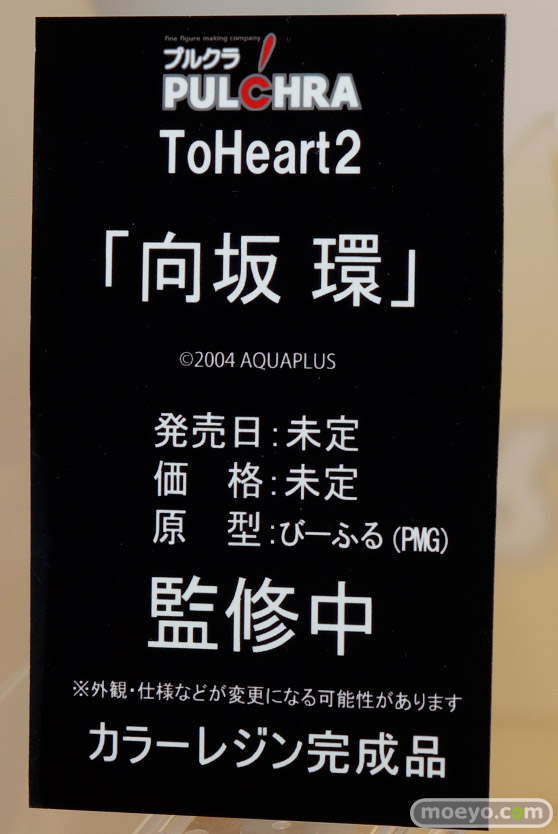 fine figure making company
プルクラ
PULCHRA
ToHeart2
「向坂 環」
©2004 AQUAPLUS
発売日:未定
価　格:未定
原　型:びーふる(PMG)
監修中
※外観・仕様などが変更になる可能性があります
カラーレジン完成品
moeyo.com